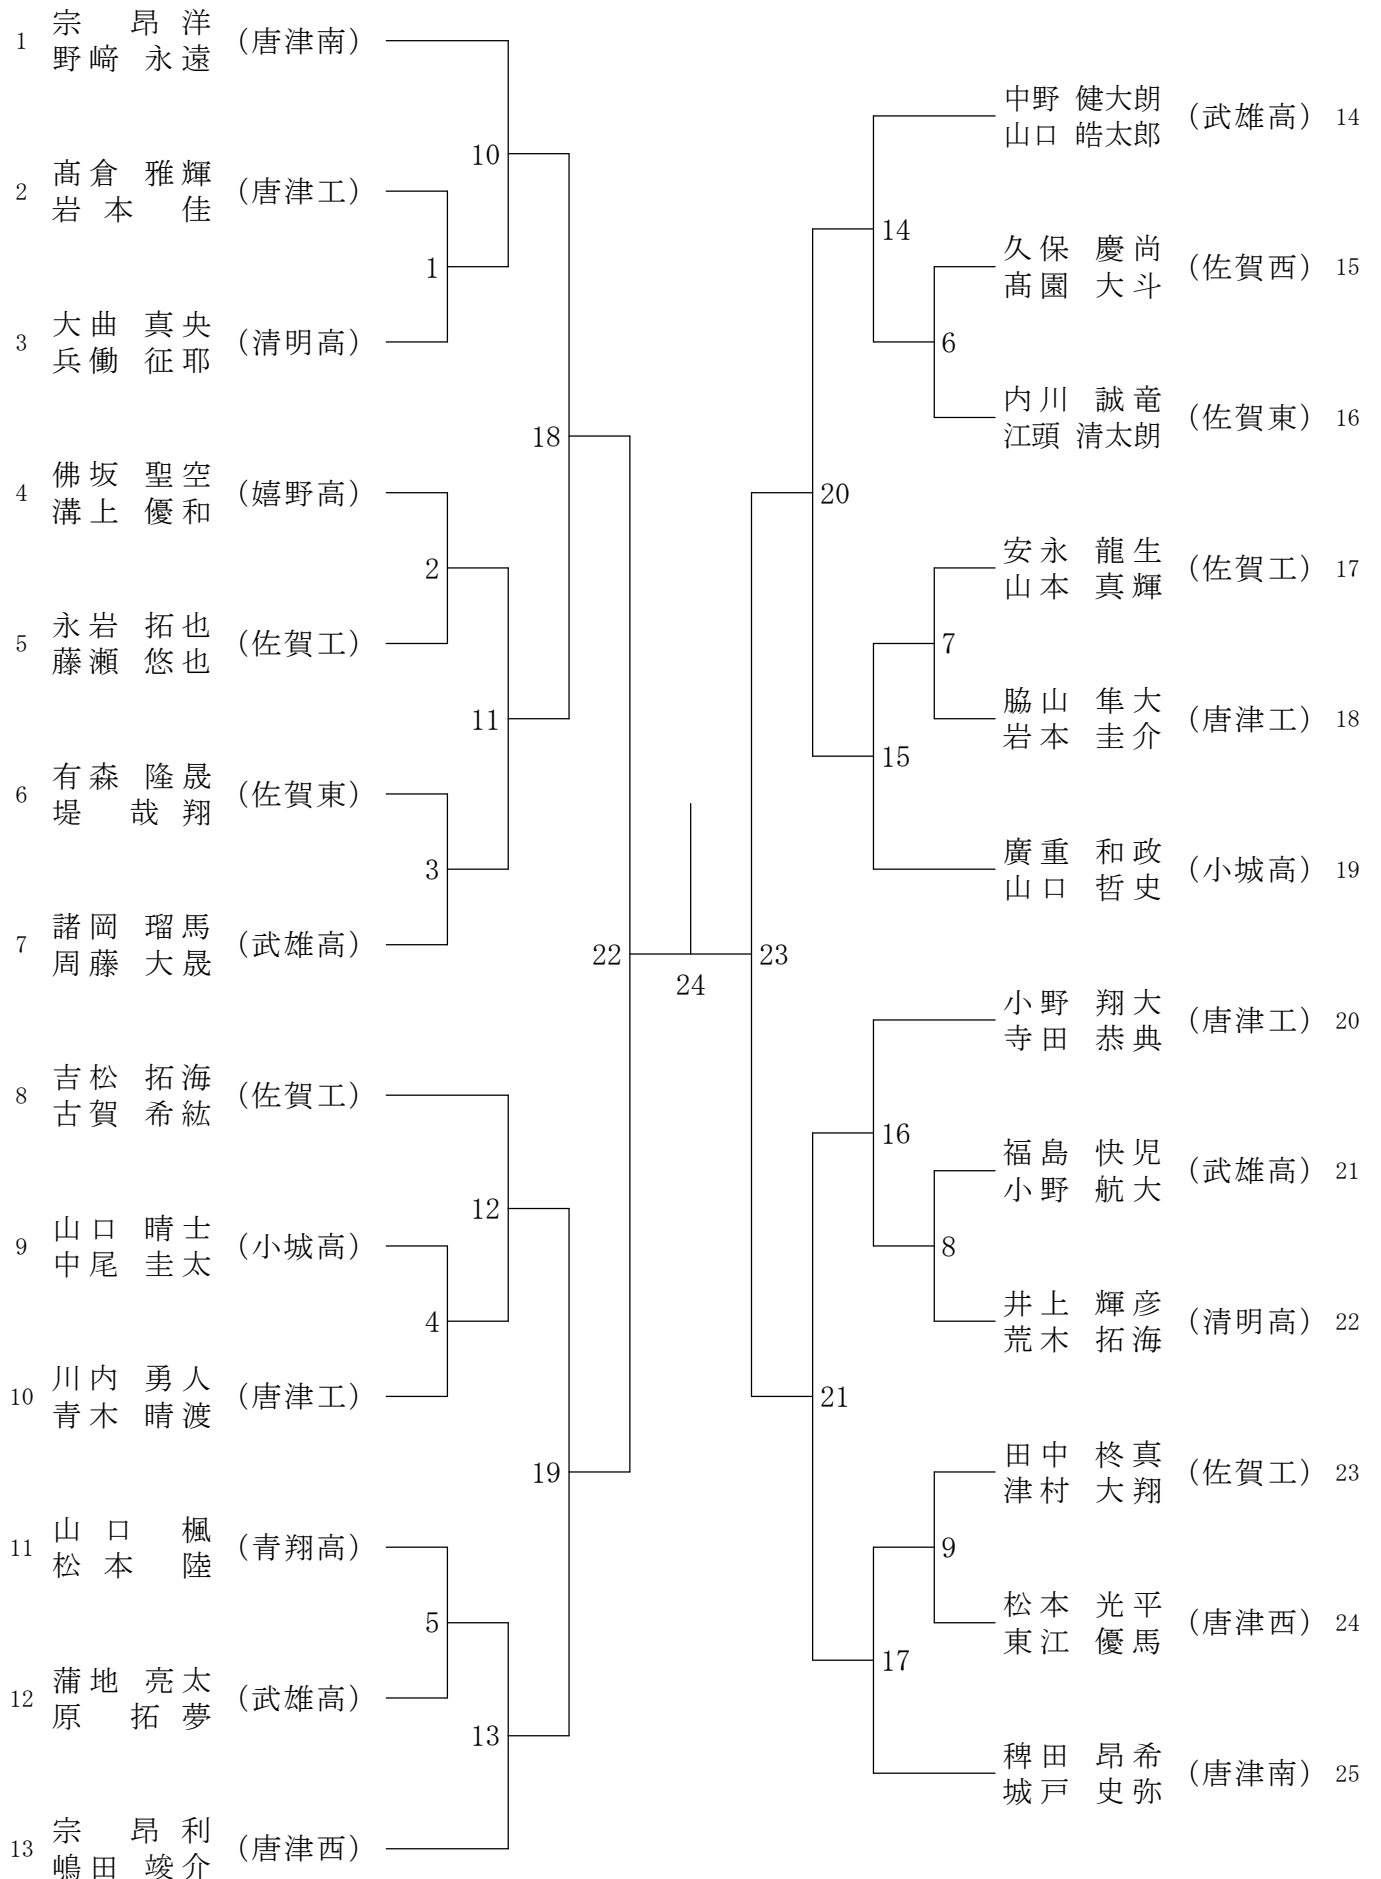 1 宗 昂洋 (唐津南)
野﨑 永遠
2 髙倉 雅輝 (唐津工)
岩本 佳
3 大曲 真央 (清明高)
兵働 征耶
4 佛坂 聖空 (嬉野高)
溝上 優和
5 永岩 拓也 (佐賀工)
藤瀬 悠也
6 有森 隆晟 (佐賀東)
堤 哉翔
7 諸岡 瑠馬 (武雄高)
周藤 大晟
8 吉松 拓海 (佐賀工)
古賀 希紘
9 山口 晴士 (小城高)
中尾 圭太
10 川内 勇人 (唐津工)
青木 晴渡
11 山口 楓 (青翔高)
松本 陸
12 蒲地 亮太 (武雄高)
原 拓夢
13 宗 昂利 (唐津西)
嶋田 竣介
10
1
18
2
11
3
22
24
12
4
19
5
13
中野 健大朗 (武雄高) 14
山口 皓太郎
久保 慶尚 (佐賀西) 15
髙園 大斗
内川 誠竜 (佐賀東) 16
江頭 清太朗
安永 龍生 (佐賀工) 17
山本 真輝
脇山 隼大 (唐津工) 18
岩本 圭介
廣重 和政 (小城高) 19
山口 哲史
小野 翔大 (唐津工) 20
寺田 恭典
福島 快児 (武雄高) 21
小野 航大
井上 輝彦 (清明高) 22
荒木 拓海
田中 柊真 (佐賀工) 23
津村 大翔
松本 光平 (唐津西) 24
東江 優馬
稗田 昂希 (唐津南) 25
城戸 史弥
14
6
20
7
15
23
16
8
21
9
17